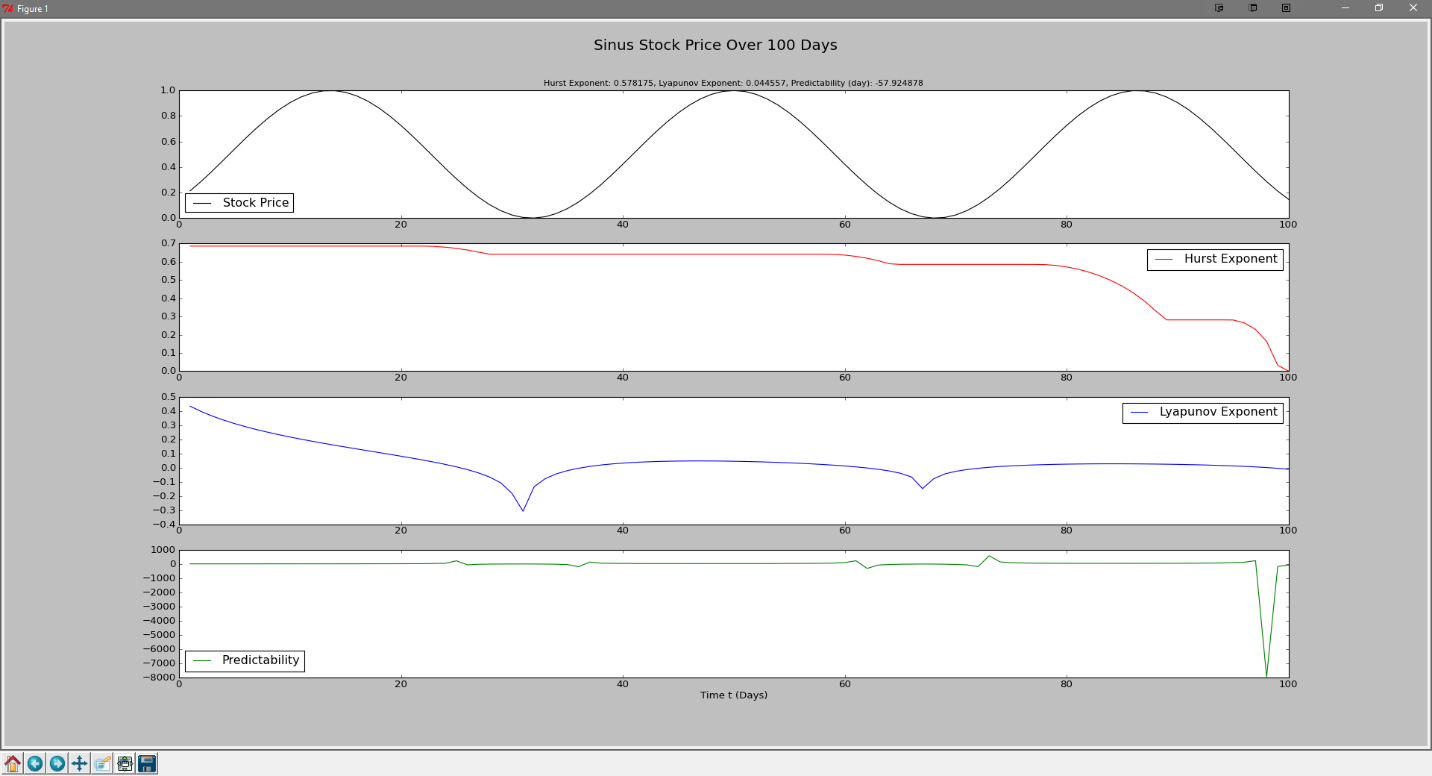 Figure 1
Sinus Stock Price Over 100 Days
Hurst Exponent: 0.578175, Lyapunov Exponent: 0.044557, Predictability (day): -57.924878
1.0
0.8
0.6
0.4
0.2
0.0
Stock Price
0 20 40 60 80 100
0.7
0.6
0.5
0.4
0.3
0.2
0.1
0.0
Hurst Exponent
0 20 40 60 80 100
0.5
0.4
0.3
0.2
0.1
0.0
−0.1
−0.2
−0.3
−0.4
Lyapunov Exponent
0 20 40 60 80 100
1000
0
−1000
−2000
−3000
−4000
−5000
−6000
−7000
−8000
Predictability
0 20 40 60 80 100
Time t (Days)